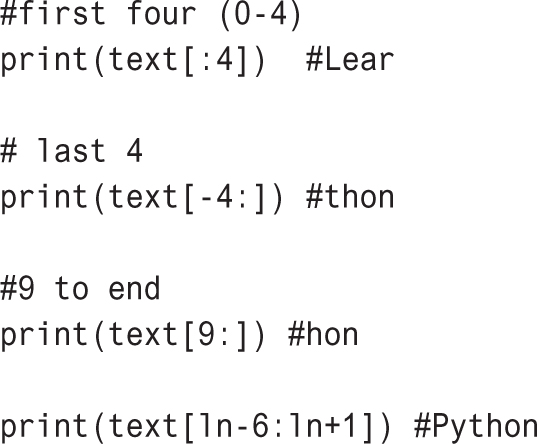 #first four (0-4)
print(text[:4])  #Lear
# last 4
print(text[-4:]) #thon
#9 to end
print(text[9:]) #hon
print(text[ln-6:ln+1]) #Python